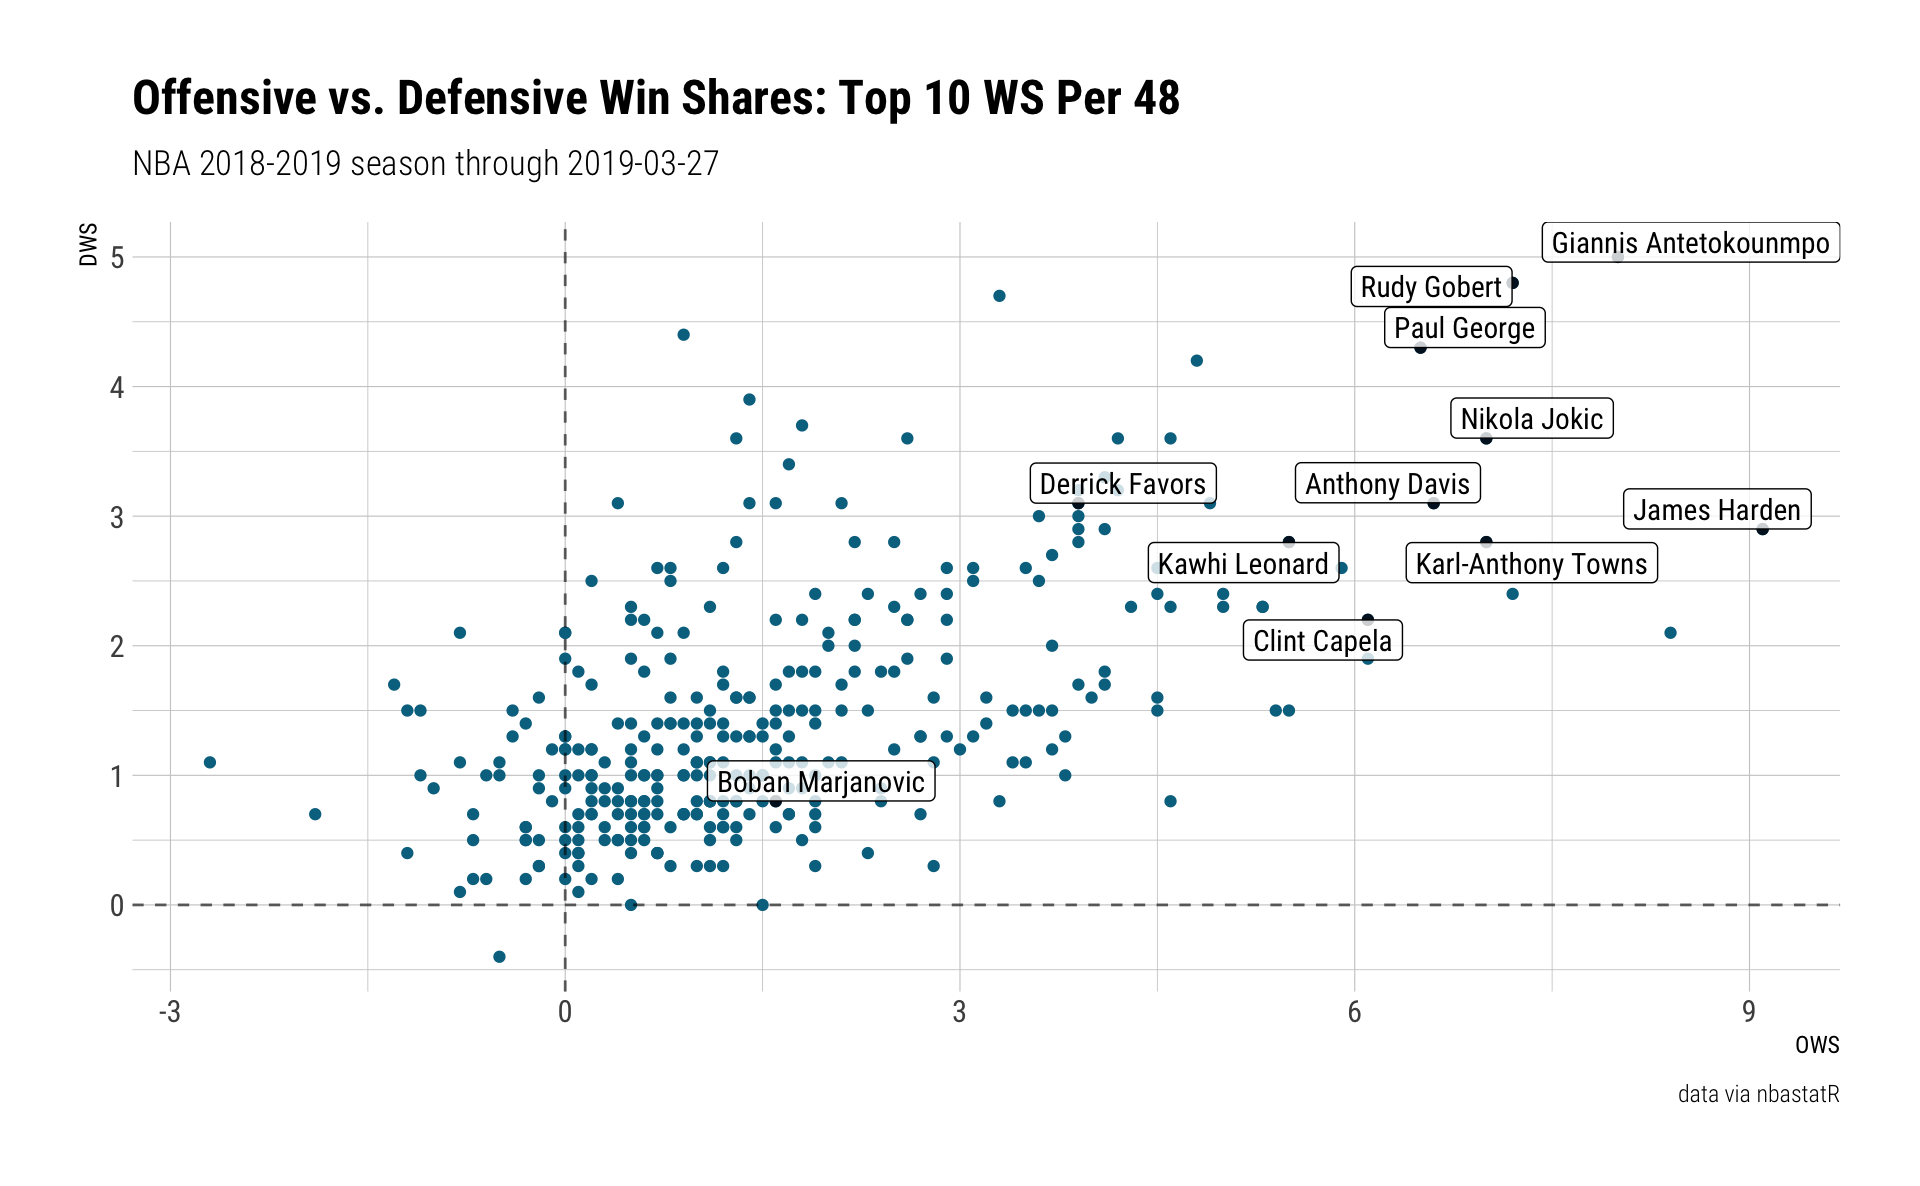 Offensive vs. Defensive Win Shares: Top 10 WS Per 48
NBA 2018-2019 season through 2019-03-27
DWS
5
4
3
2
1
0
Giannis Antetokounmpo
Rudy Gobert
Paul George
Nikola Jokic
Derrick Favors
Anthony Davis
James Harden
Kawhi Leonard
Karl-Anthony Towns
Clint Capela
Boban Marjanovic
-3 0 3 6 9
OWS
data via nbastatR